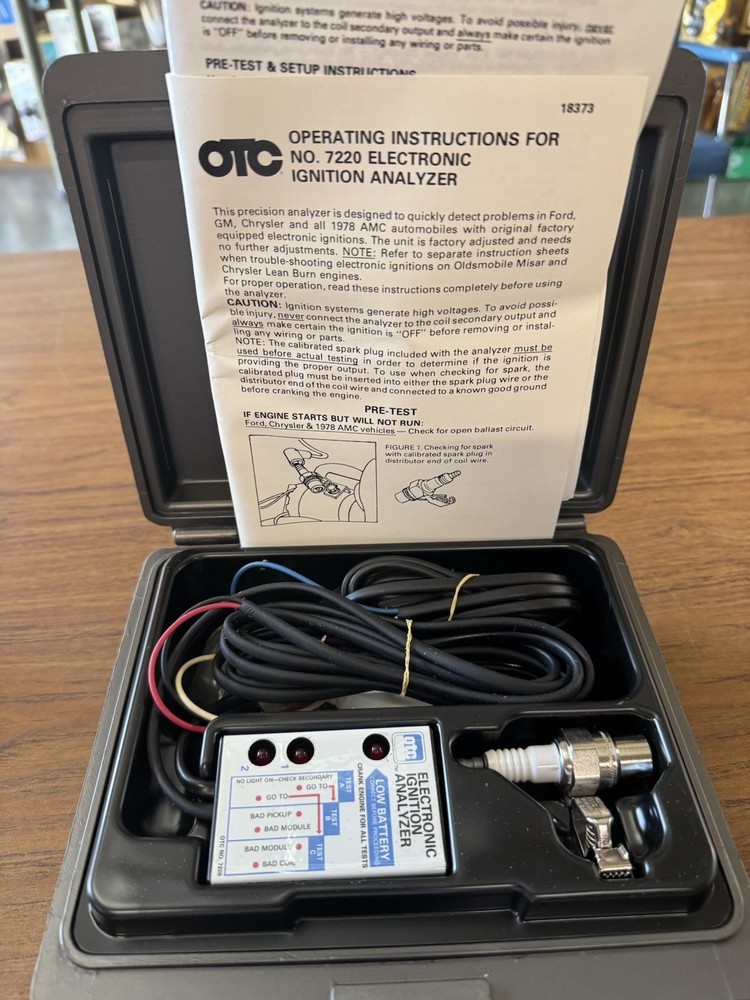 CAUTION: Ignition systems generate high voltages. To avoid possible injury,
connect the analyzer to the coil secondary output and always make certain the ignition
is "OFF" before removing or installing any wiring or parts.
PRE-TEST & SETUP INSTRUCTIONS
18373
OTC
OPERATING INSTRUCTIONS FOR
NO. 7220 ELECTRONIC
IGNITION ANALYZER
This precision analyzer is designed to quickly detect problems in Ford,
GM, Chrysler and all 1978 AMC automobiles with original factory
equipped electronic ignitions. The unit is factory adjusted and needs
no further adjustments. NOTE: Refer to separate instruction sheets
when trouble-shooting electronic ignitions on Oldsmobile Misar and
Chrysler Lean Burn engines.
For proper operation, read these instructions completely before using
the analyzer.
CAUTION: Ignition systems generate high voltages. To avoid possi-
ble injury, never connect the analyzer to the coil secondary output and
always make certain the ignition is "OFF" before removing or instal-
ling any wiring or parts.
NOTE: The calibrated spark plug included with the analyzer must be
used before actual testing in order to determine if the ignition is
providing the proper output. To use when checking for spark, the
calibrated plug must be inserted into either the spark plug wire or the
distributor end of the coil wire and connected to a known good ground
before cranking the engine.
PRE-TEST
IF ENGINE STARTS BUT WILL NOT RUN:
Ford, Chrysler & 1978 AMC vehicles — Check for open ballast circuit.
FIGURE 1. Checking for spark
with calibrated spark plug in
distributor end of coil wire.
OTC
ELECTRONIC
IGNITION
ANALYZER
LOW BATTERY
CORRECT BEFORE PROCEEDING
CRANK ENGINE FOR ALL TESTS
2
1
NO LIGHT ON—CHECK SECONDARY
GO TO
GO TO
TEST
A
BAD PICKUP
BAD MODULE
TEST
B
BAD MODULE
BAD COIL
TEST
C